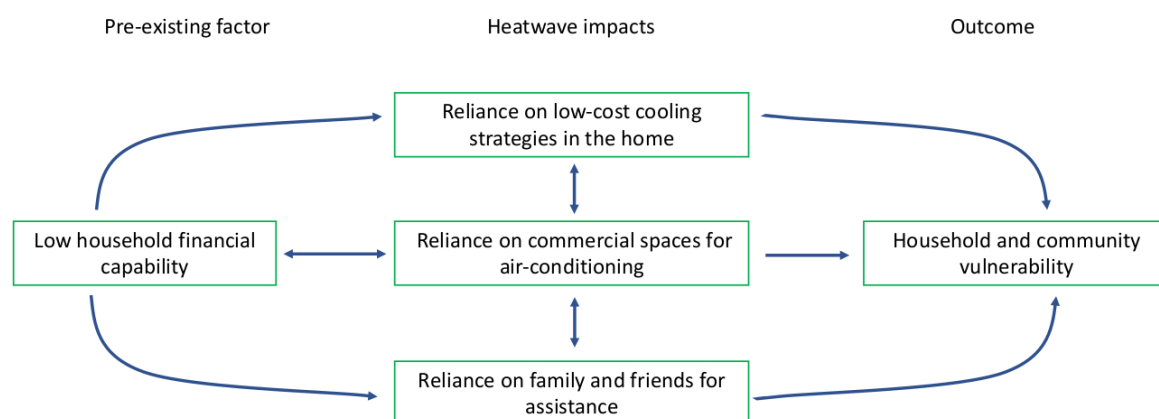 Pre-existing factor
Heatwave impacts
Outcome
Reliance on low-cost cooling
strategies in the home
Low household financial
capability
Reliance on commercial spaces for
air-conditioning
Household and community
vulnerability
Reliance on family and friends for
assistance